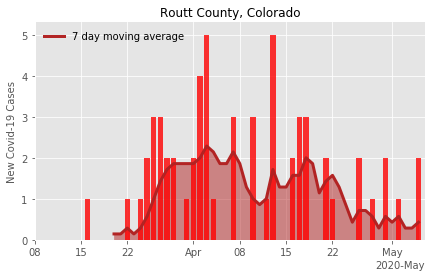 Routt County, Colorado
7 day moving average
New Covid-19 Cases
5
4
3
2
1
0
08 15 22 Apr 08 15 22 May
2020-May